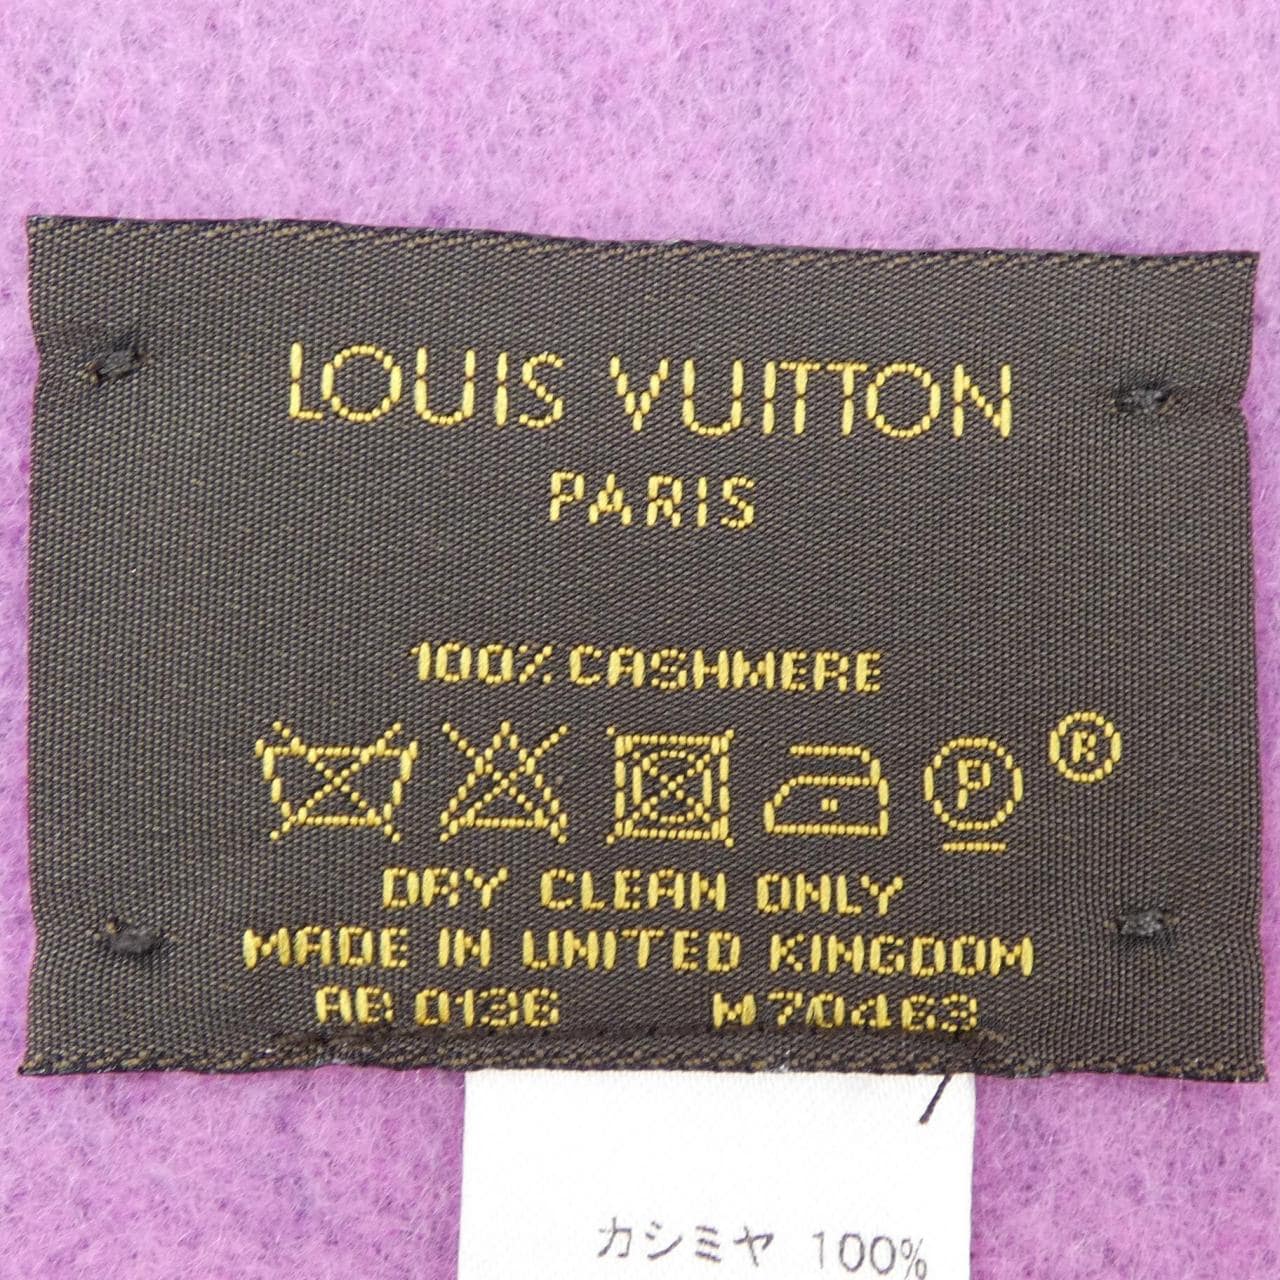 LOUIS VUITTON
PARIS
100% CASHMERE
P ®
DRY CLEAN ONLY
MADE IN UNITED KINGDOM
AB 0136 M70463
カシミヤ 100%